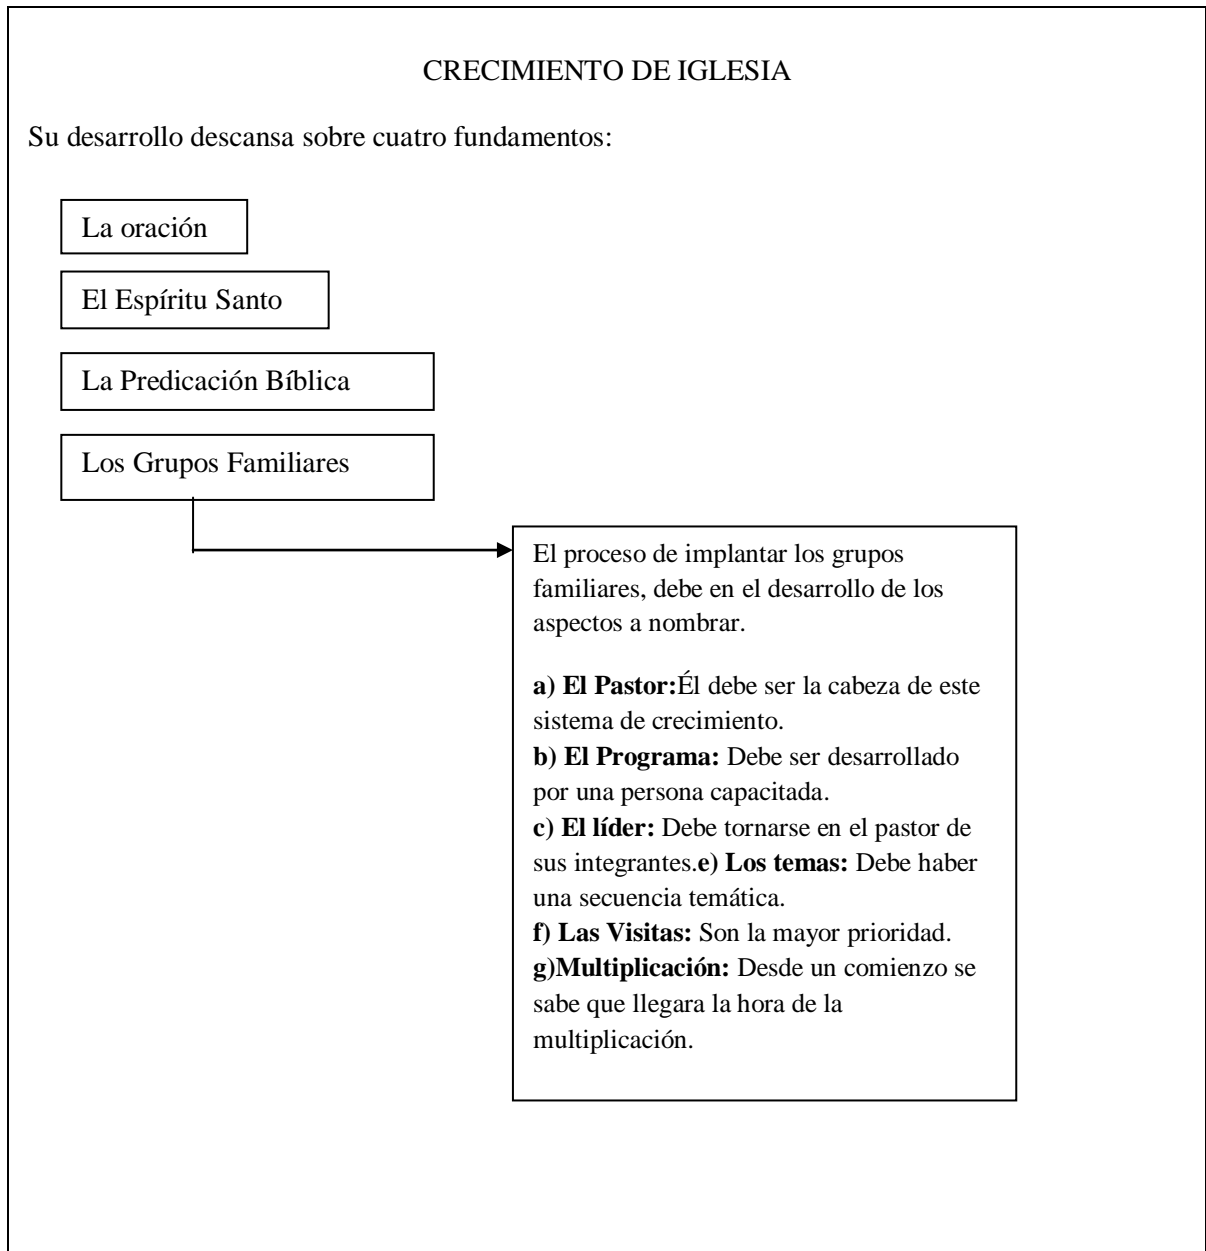 CRECIMIENTO DE IGLESIA
Su desarrollo descansa sobre cuatro fundamentos:
La oración
El Espíritu Santo
La Predicación Bíblica
Los Grupos Familiares
El proceso de implantar los grupos
familiares, debe en el desarrollo de los
aspectos a nombrar.
a) El Pastor:Él debe ser la cabeza de este
sistema de crecimiento.
b) El Programa: Debe ser desarrollado
por una persona capacitada.
c) El líder: Debe tornarse en el pastor de
sus integrantes.e) Los temas: Debe haber
una secuencia temática.
f) Las Visitas: Son la mayor prioridad.
g)Multiplicación: Desde un comienzo se
sabe que llegara la hora de la
multiplicación.